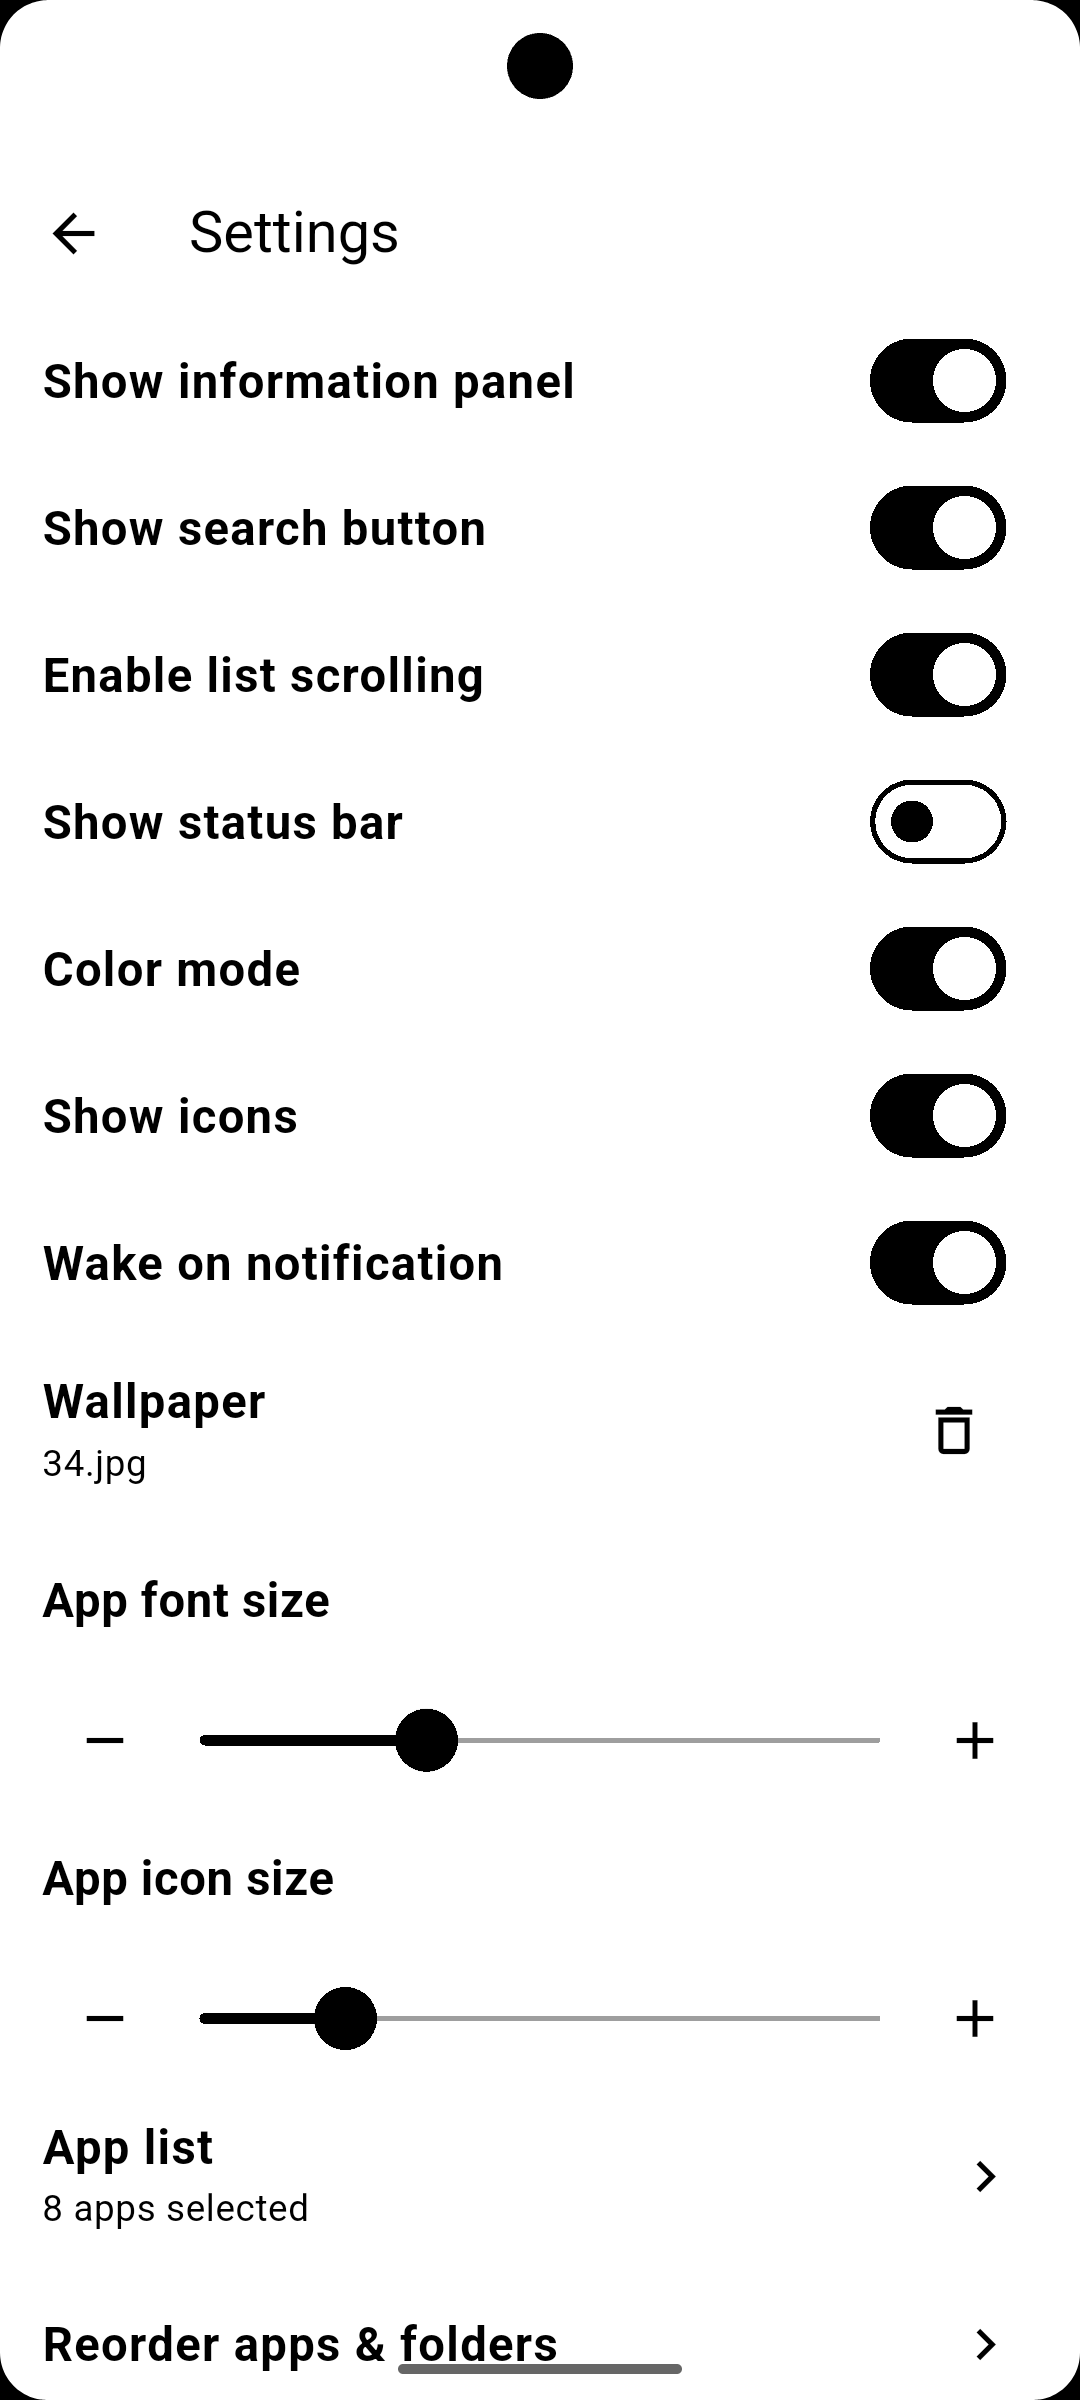 Settings
Show information panel
Show search button
Enable list scrolling
Show status bar
Color mode
Show icons
Wake on notification
Wallpaper
34.jpg
App font size
App icon size
App list
8 apps selected
Reorder apps & folders